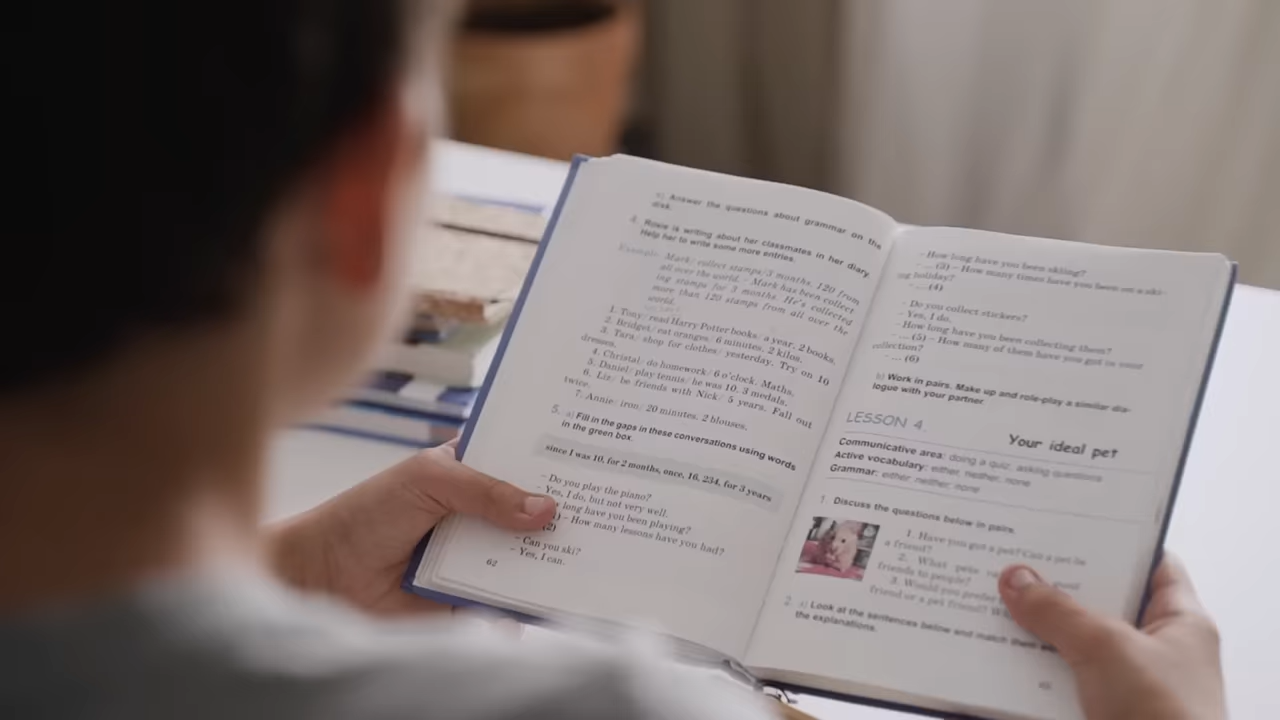 c) Answer the questions about grammar on the
disk.
4. Rosie is writing about her classmates in her diary.
Help her to write some more entries.
Example: Mark/ collect stamps/3 months, 120 from
all over the world. / Mark has been collect
ing stamps for 3 months. He's collected
more than 120 stamps from all over the
world.
1. Tony/ read Harry Potter books/ a year, 2 books.
2. Bridget/ eat oranges/ 6 minutes, 2 kilos.
3. Tara/ shop for clothes/ yesterday. Try on 10
dresses.
4. Christal/ do homework/ 6 o'clock. Maths,
5. Daniel/ play tennis/ he was 10, 3 medals.
6. Liz/ be friends with Nick/ 5 years. Fall out
twice.
7. Annie/ iron/ 20 minutes, 2 blouses.
5. a) Fill in the gaps in these conversations using words
in the green box.
since I was 10, for 2 months, once, 16, 234, for 3 years
- Do you play the piano?
- Yes, I do, but not very well.
long have you been playing?
– How many lessons have you had?
(2)
- Can you ski?
- Yes, I can.
62
- How long have you been skiing?
- ... (3) – How many times have you been on a ski-
ing holiday?
- ... (4)
- Do you collect stickers?
- Yes, I do.
- How long have you been collecting them?
- ... (5) – How many of them have you got in your
collection?
- ... (6)
b) Work in pairs. Make up and role-play a similar dia-
logue with your partner.
LESSON 4.
Your ideal pet
Communicative area: doing a quiz, asking questions
Active vocabulary: either, neither, none
Grammar: either, neither, none
1. Discuss the questions below in pairs.
1. Have you got a pet? Can a pet be
a friend?
2. What pets good
friends to people?
3. Would you prefer
friend or a pet friend?
2. a) Look at the sentences below and match them
the explanations.